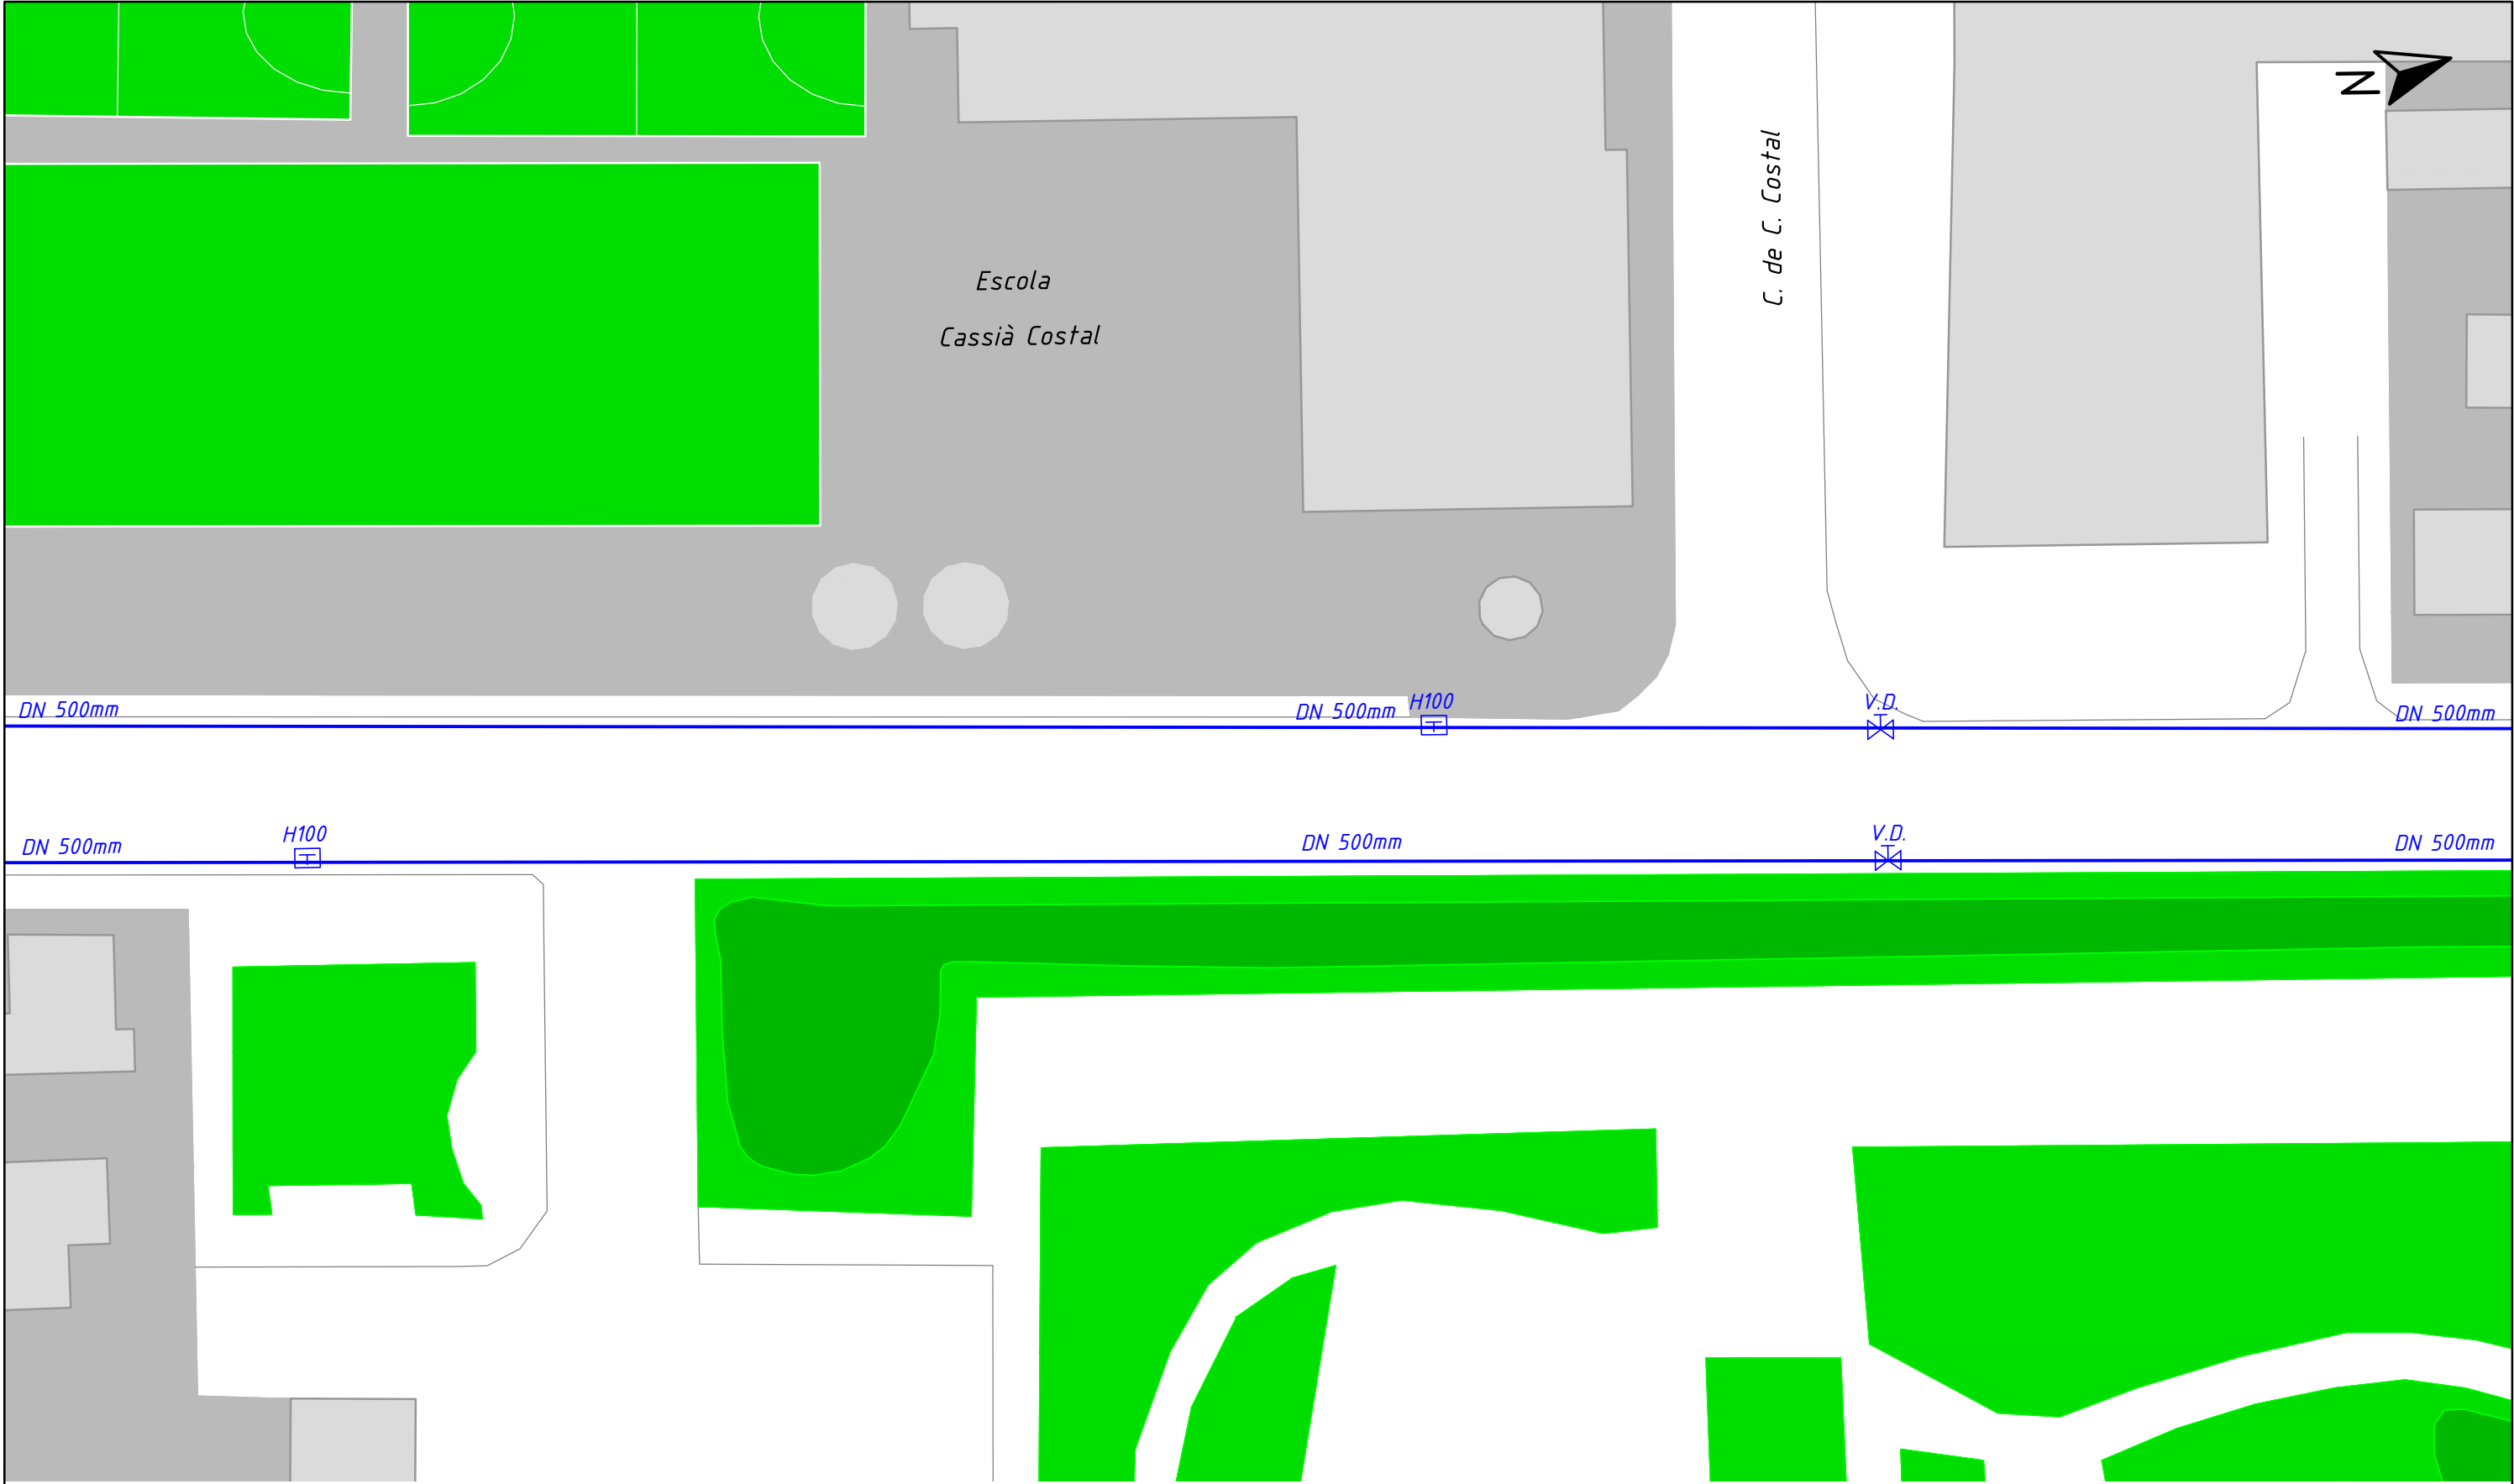 N
C. de C. Costal
Escola
Cassià Costal
DN 500mm
DN 500mm
H100
V.D.
DN 500mm
DN 500mm
H100
DN 500mm
V.D.
DN 500mm